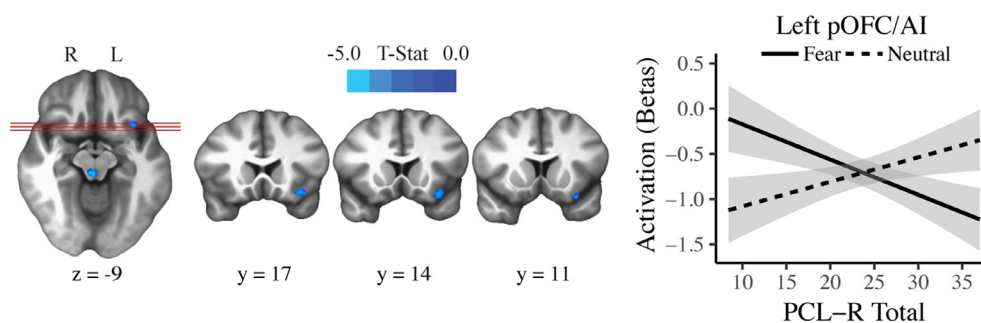 R L
-5.0 T-Stat 0.0
z = -9
y = 17
y = 14
y = 11
Left pOFC/AI
Fear Neutral
Activation (Betas)
0.5
0.0
−0.5
−1.0
−1.5
10 15 20 25 30 35
PCL−R Total